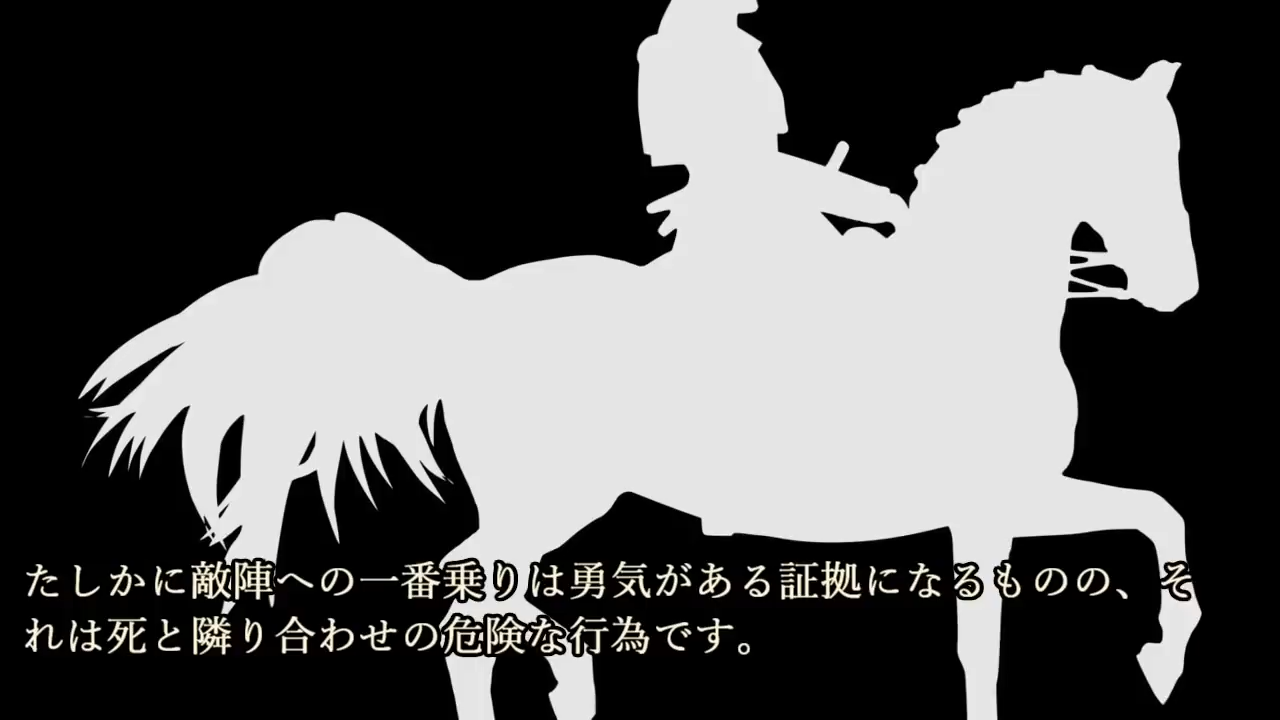 たしかに敵陣への一番乗りは勇気がある証拠になるものの、そ
れは死と隣り合わせの危険な行為です。